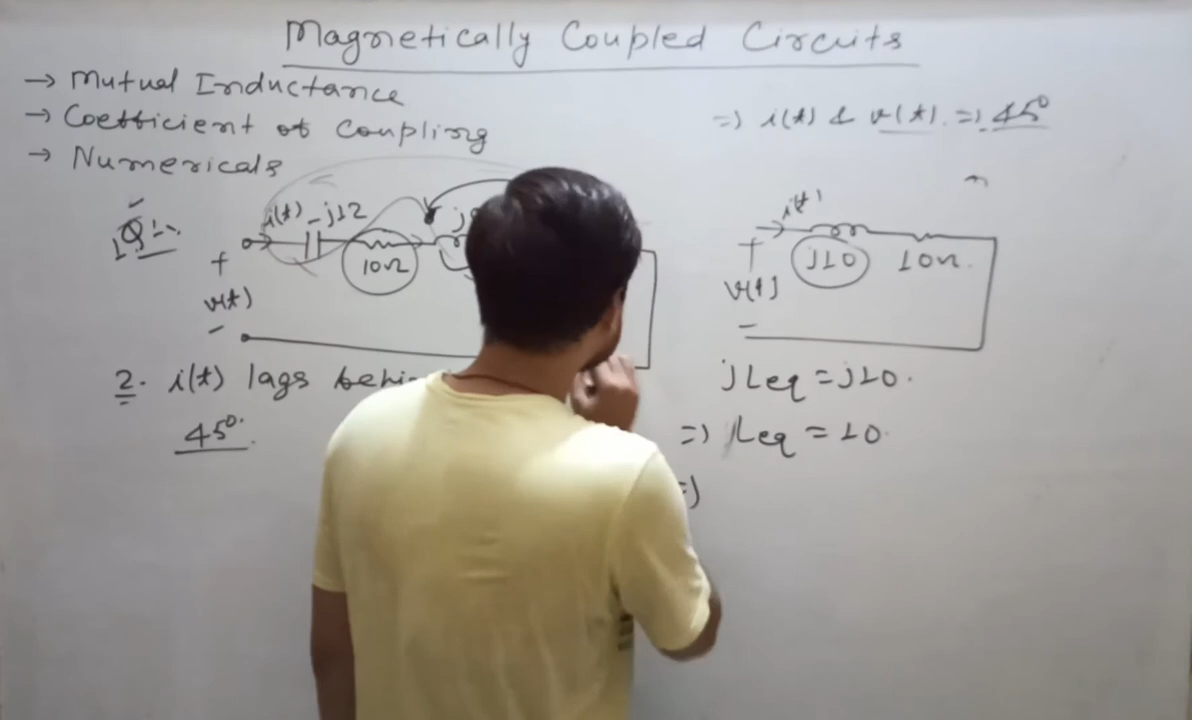 Magnetically Coupled Circuits
→ Mutual Inductance
→ Coefficient of Coupling
→ Numericals
⇒ i(t) & v(t) ⇒ 45°
1Q:-
i(t) -j12
10Ω
+
v(t)
-
2. i(t) lags
45°.
i(t)
+
j10 10Ω
v(t)
-
jLeq = j10.
⇒ Leq = 10.
⇒